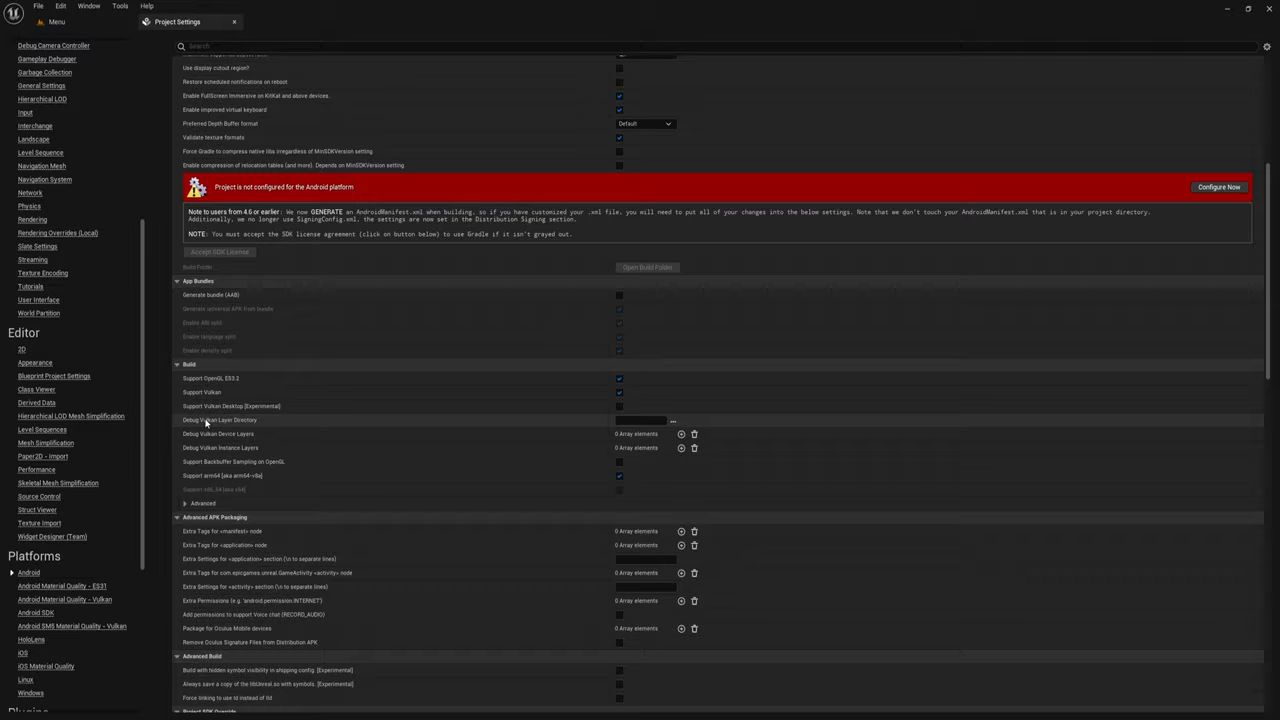 File Edit Window Tools Help
Menu
Project Settings
Search
Debug Camera Controller
Gameplay Debugger
Garbage Collection
General Settings
Hierarchical LOD
Input
Interchange
Landscape
Level Sequence
Navigation Mesh
Navigation System
Network
Physics
Rendering
Rendering Overrides (Local)
Slate Settings
Streaming
Texture Encoding
Tutorials
User Interface
World Partition
Editor
2D
Appearance
Blueprint Project Settings
Class Viewer
Derived Data
Hierarchical LOD Mesh Simplification
Level Sequences
Mesh Simplification
Paper2D - Import
Performance
Skeletal Mesh Simplification
Source Control
Struct Viewer
Texture Import
Widget Designer (Team)
Platforms
Android
Android Material Quality - ES31
Android Material Quality - Vulkan
Android SDK
Android SM5 Material Quality - Vulkan
HoloLens
iOS
iOS Material Quality
Linux
Windows
Use display cutout region?
Restore scheduled notifications on reboot
Enable FullScreen Immersive on KitKat and above devices.
Enable improved virtual keyboard
Preferred Depth Buffer format Default
Validate texture formats
Force Gradle to compress native libs irregardless of MinSDKVersion setting
Enable compression of relocation tables (and more). Depends on MinSDKVersion setting
Project is not configured for the Android platform Configure Now
Note to users from 4.6 or earlier: We now GENERATE an AndroidManifest.xml when building, so if you have customized your .xml file, you will need to put all of your changes into the below settings. Note that we don't touch your AndroidManifest.xml that is in your project directory.
Additionally, we no longer use SigningConfig.xml, the settings are now set in the Distribution Signing section.
NOTE: You must accept the SDK license agreement (click on button below) to use Gradle if it isn't grayed out.
Accept SDK License
Build Folder Open Build Folder
App Bundles
Generate bundle (AAB)
Generate universal APK from bundle
Enable ABI split
Enable language split
Enable density split
Build
Support OpenGL ES3.2
Support Vulkan
Support Vulkan Desktop [Experimental]
Debug Vulkan Layer Directory ...
Debug Vulkan Device Layers 0 Array elements
Debug Vulkan Instance Layers 0 Array elements
Support Backbuffer Sampling on OpenGL
Support arm64 [aka arm64-v8a]
Support x86_64 [aka x64]
Advanced
Advanced APK Packaging
Extra Tags for <manifest> node 0 Array elements
Extra Tags for <application> node 0 Array elements
Extra Settings for <application> section (\n to separate lines)
Extra Tags for com.epicgames.unreal.GameActivity <activity> node 0 Array elements
Extra Settings for <activity> section (\n to separate lines)
Extra Permissions (e.g. 'android.permission.INTERNET') 0 Array elements
Add permissions to support Voice chat (RECORD_AUDIO)
Package for Oculus Mobile devices 0 Array elements
Remove Oculus Signature Files from Distribution APK
Advanced Build
Build with hidden symbol visibility in shipping config. [Experimental]
Always save a copy of the libUnreal.so with symbols. [Experimental]
Force linking to use ld instead of lld
Project SDK Override